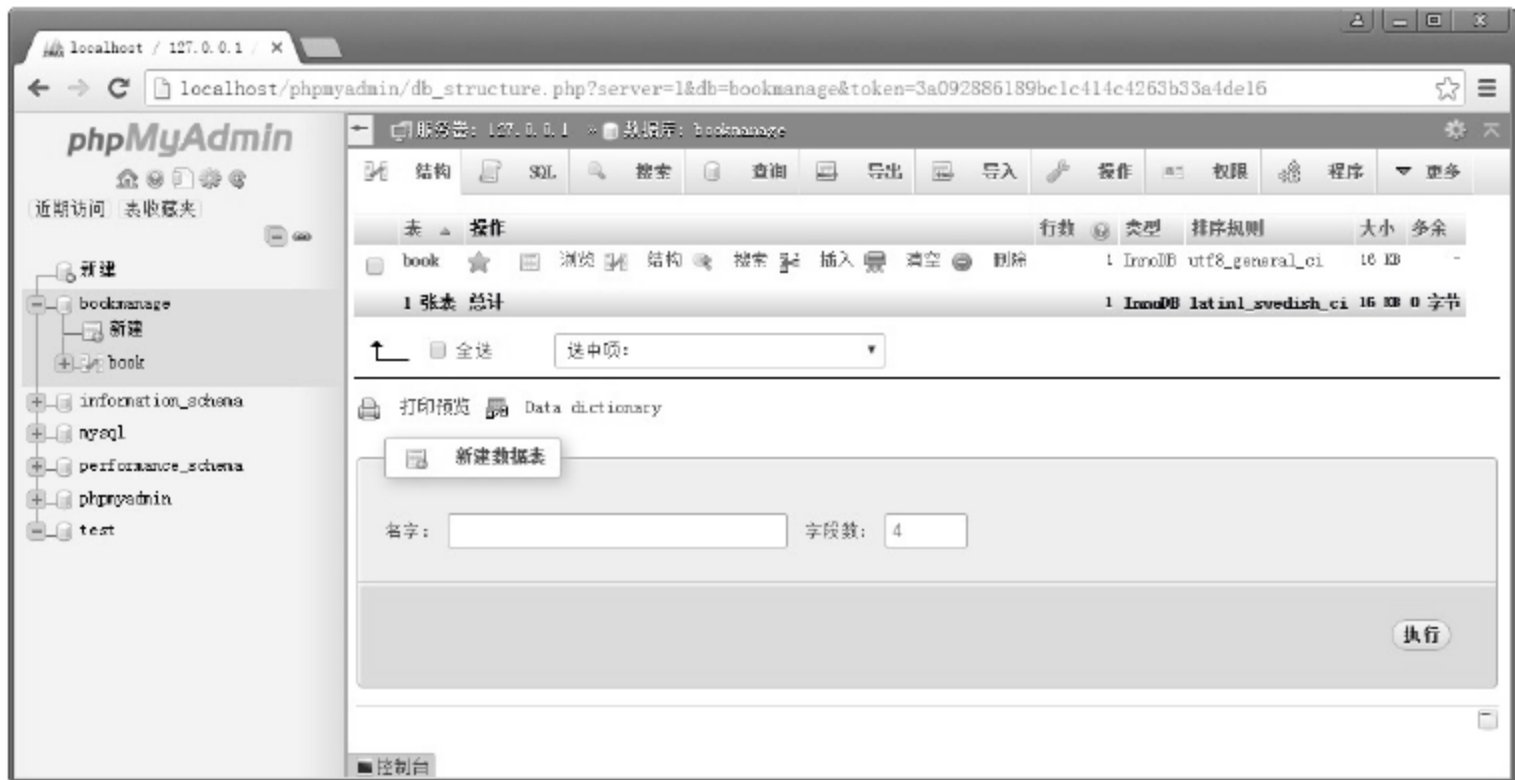 localhost / 127.0.0.1 /
localhost/phpmyadmin/db_structure.php?server=1&db=bookmanage&token=3a092886189bc1c414c4263b33a4de16
phpMyAdmin
近期访问 表收藏夹
新建
bookmanage
新建
book
information_schema
mysql
performance_schema
phpmyadmin
test
服务器: 127.0.0.1 » 数据库: bookmanage
结构 SQL 搜索 查询 导出 导入 操作 权限 程序 更多
表 操作 行数 类型 排序规则 大小 多余
book 浏览 结构 搜索 插入 清空 删除 1 InnoDB utf8_general_ci 16 KB -
1 张表 总计 1 InnoDB latin1_swedish_ci 16 KB 0 字节
全选 选中项:
打印预览 Data dictionary
新建数据表
名字: 字段数: 4
执行
控制台